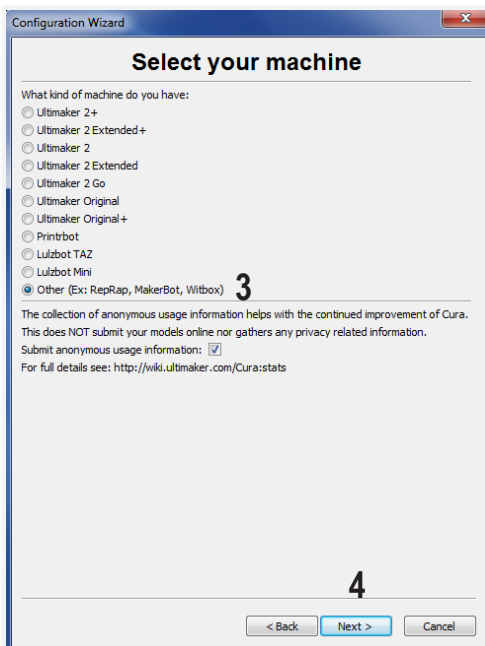 Configuration Wizard
Select your machine
What kind of machine do you have:
Ultimaker 2+
Ultimaker 2 Extended+
Ultimaker 2
Ultimaker 2 Extended
Ultimaker 2 Go
Ultimaker Original
Ultimaker Original+
Printrbot
Lulzbot TAZ
Lulzbot Mini
Other (Ex: RepRap, MakerBot, Witbox) 3
The collection of anonymous usage information helps with the continued improvement of Cura.
This does NOT submit your models online nor gathers any privacy related information.
Submit anonymous usage information:
For full details see: http://wiki.ultimaker.com/Cura:stats
4
< Back Next > Cancel